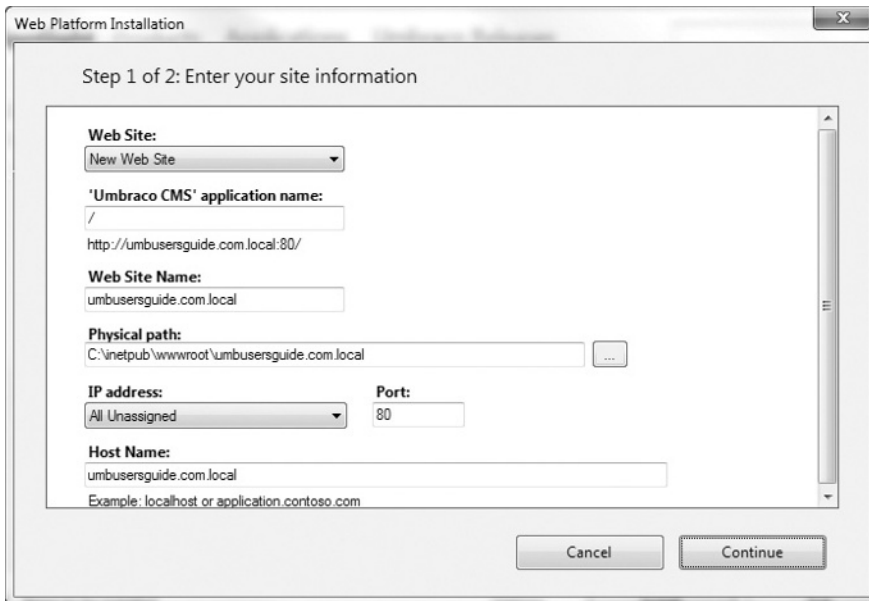 Web Platform Installation
Step 1 of 2: Enter your site information
Web Site:
New Web Site
'Umbraco CMS' application name:
/
http://umbusersguide.com.local:80/
Web Site Name:
umbusersguide.com.local
Physical path:
C:\inetpub\wwwroot\umbusersguide.com.local
...
IP address: Port:
All Unassigned 80
Host Name:
umbusersguide.com.local
Example: localhost or application.contoso.com
Cancel Continue